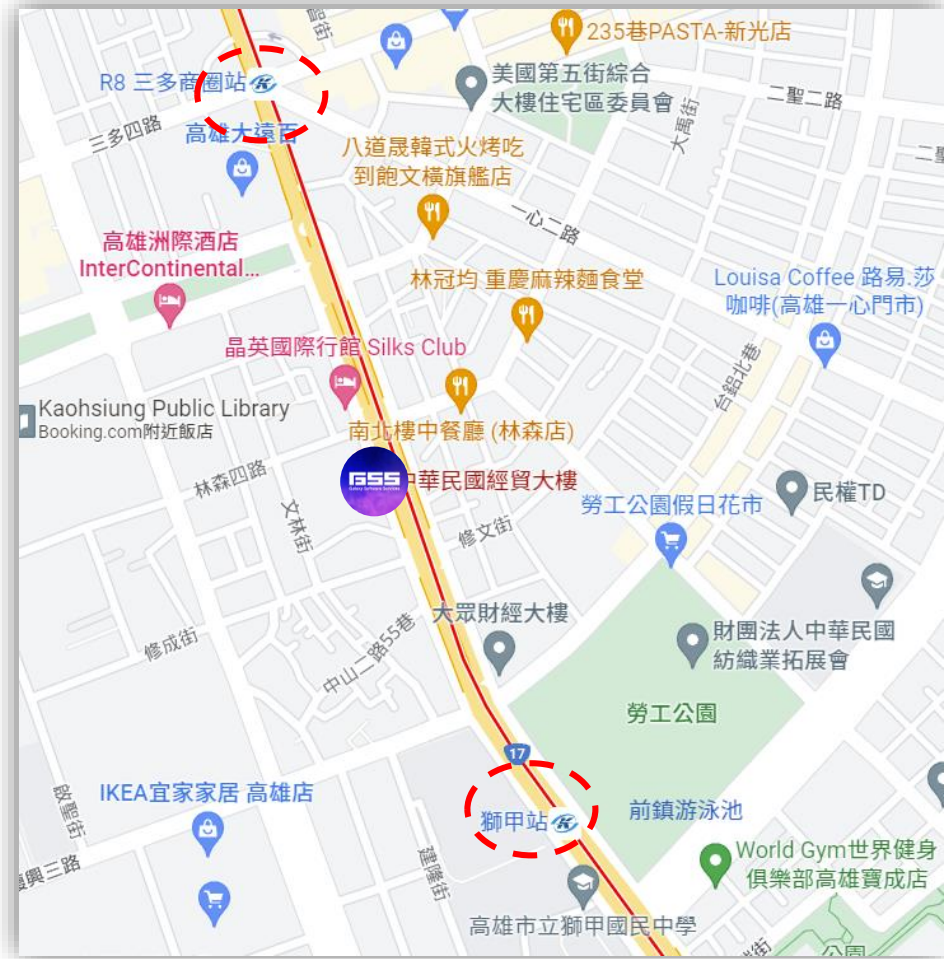 235巷PASTA-新光店
R8 三多商圈站
美國第五街綜合
大樓住宅區委員會
二聖二路
三多四路
高雄大遠百
大禹街
八道晟韓式火烤吃
到飽文橫旗艦店
一心二路
高雄洲際酒店
InterContinental...
林冠均 重慶麻辣麵食堂
Louisa Coffee 路易.莎
咖啡(高雄一心門市)
晶英國際行館 Silks Club
台鋁北巷
Kaohsiung Public Library
Booking.com附近飯店
南北樓中餐廳 (林森店)
林森四路
GSS
中華民國經貿大樓
民權TD
勞工公園假日花市
文林街
修文街
大眾財經大樓
財團法人中華民國
紡織業拓展會
修成街
中山二路55巷
勞工公園
17
IKEA宜家家居 高雄店
啟聖街
獅甲站
前鎮游泳池
復興三路
建隆街
World Gym世界健身
俱樂部高雄寶成店
高雄市立獅甲國民中學
公園